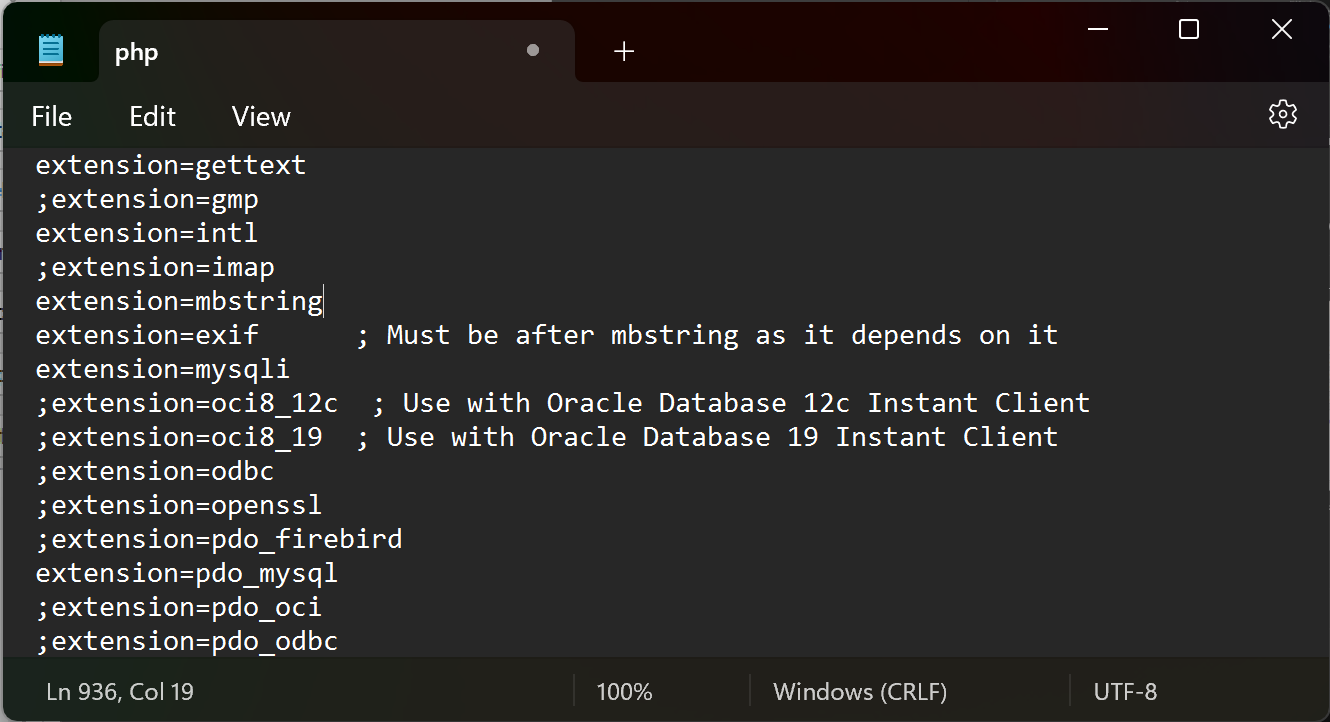 php
File Edit View
extension=gettext
;extension=gmp
extension=intl
;extension=imap
extension=mbstring
extension=exif      ; Must be after mbstring as it depends on it
extension=mysqli
;extension=oci8_12c  ; Use with Oracle Database 12c Instant Client
;extension=oci8_19  ; Use with Oracle Database 19 Instant Client
;extension=odbc
;extension=openssl
;extension=pdo_firebird
extension=pdo_mysql
;extension=pdo_oci
;extension=pdo_odbc
Ln 936, Col 19 100% Windows (CRLF) UTF-8